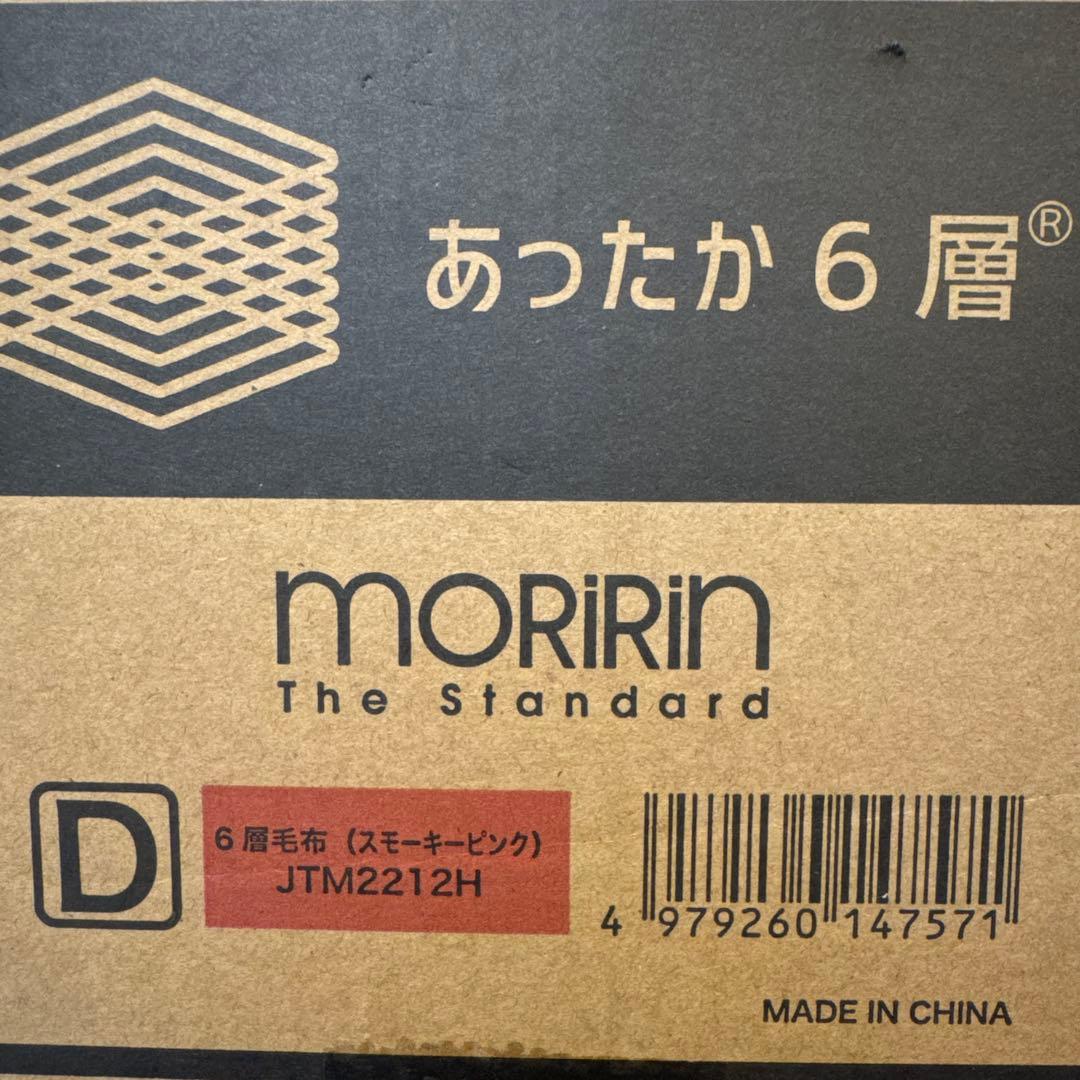 あったか6層®
moRiRin
The Standard
D
6層毛布（スモーキーピンク）
JTM2212H
4 979260 147571
MADE IN CHINA